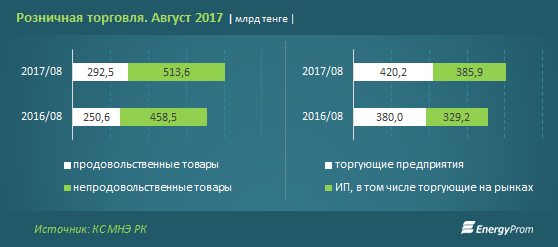 Розничная торговля. Август 2017 | млрд тенге |
2017/08 292,5 513,6
2016/08 250,6 458,5
продовольственные товары
непродовольственные товары
2017/08 420,2 385,9
2016/08 380,0 329,2
торгующие предприятия
ИП, в том числе торгующие на рынках
Источник: КС МНЭ РК
EnergyProm